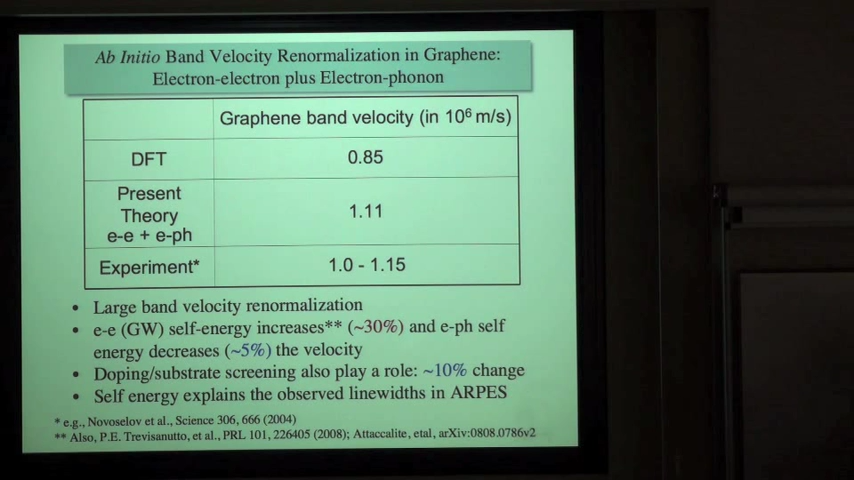 Ab Initio Band Velocity Renormalization in Graphene:
Electron-electron plus Electron-phonon
Graphene band velocity (in 10⁶ m/s)
DFT 0.85
Present
Theory
e-e + e-ph
1.11
Experiment* 1.0 - 1.15
• Large band velocity renormalization
• e-e (GW) self-energy increases** (~30%) and e-ph self
energy decreases (~5%) the velocity
• Doping/substrate screening also play a role: ~10% change
• Self energy explains the observed linewidths in ARPES
* e.g., Novoselov et al., Science 306, 666 (2004)
** Also, P.E. Trevisanutto, et al., PRL 101, 226405 (2008); Attaccalite, etal, arXiv:0808.0786v2